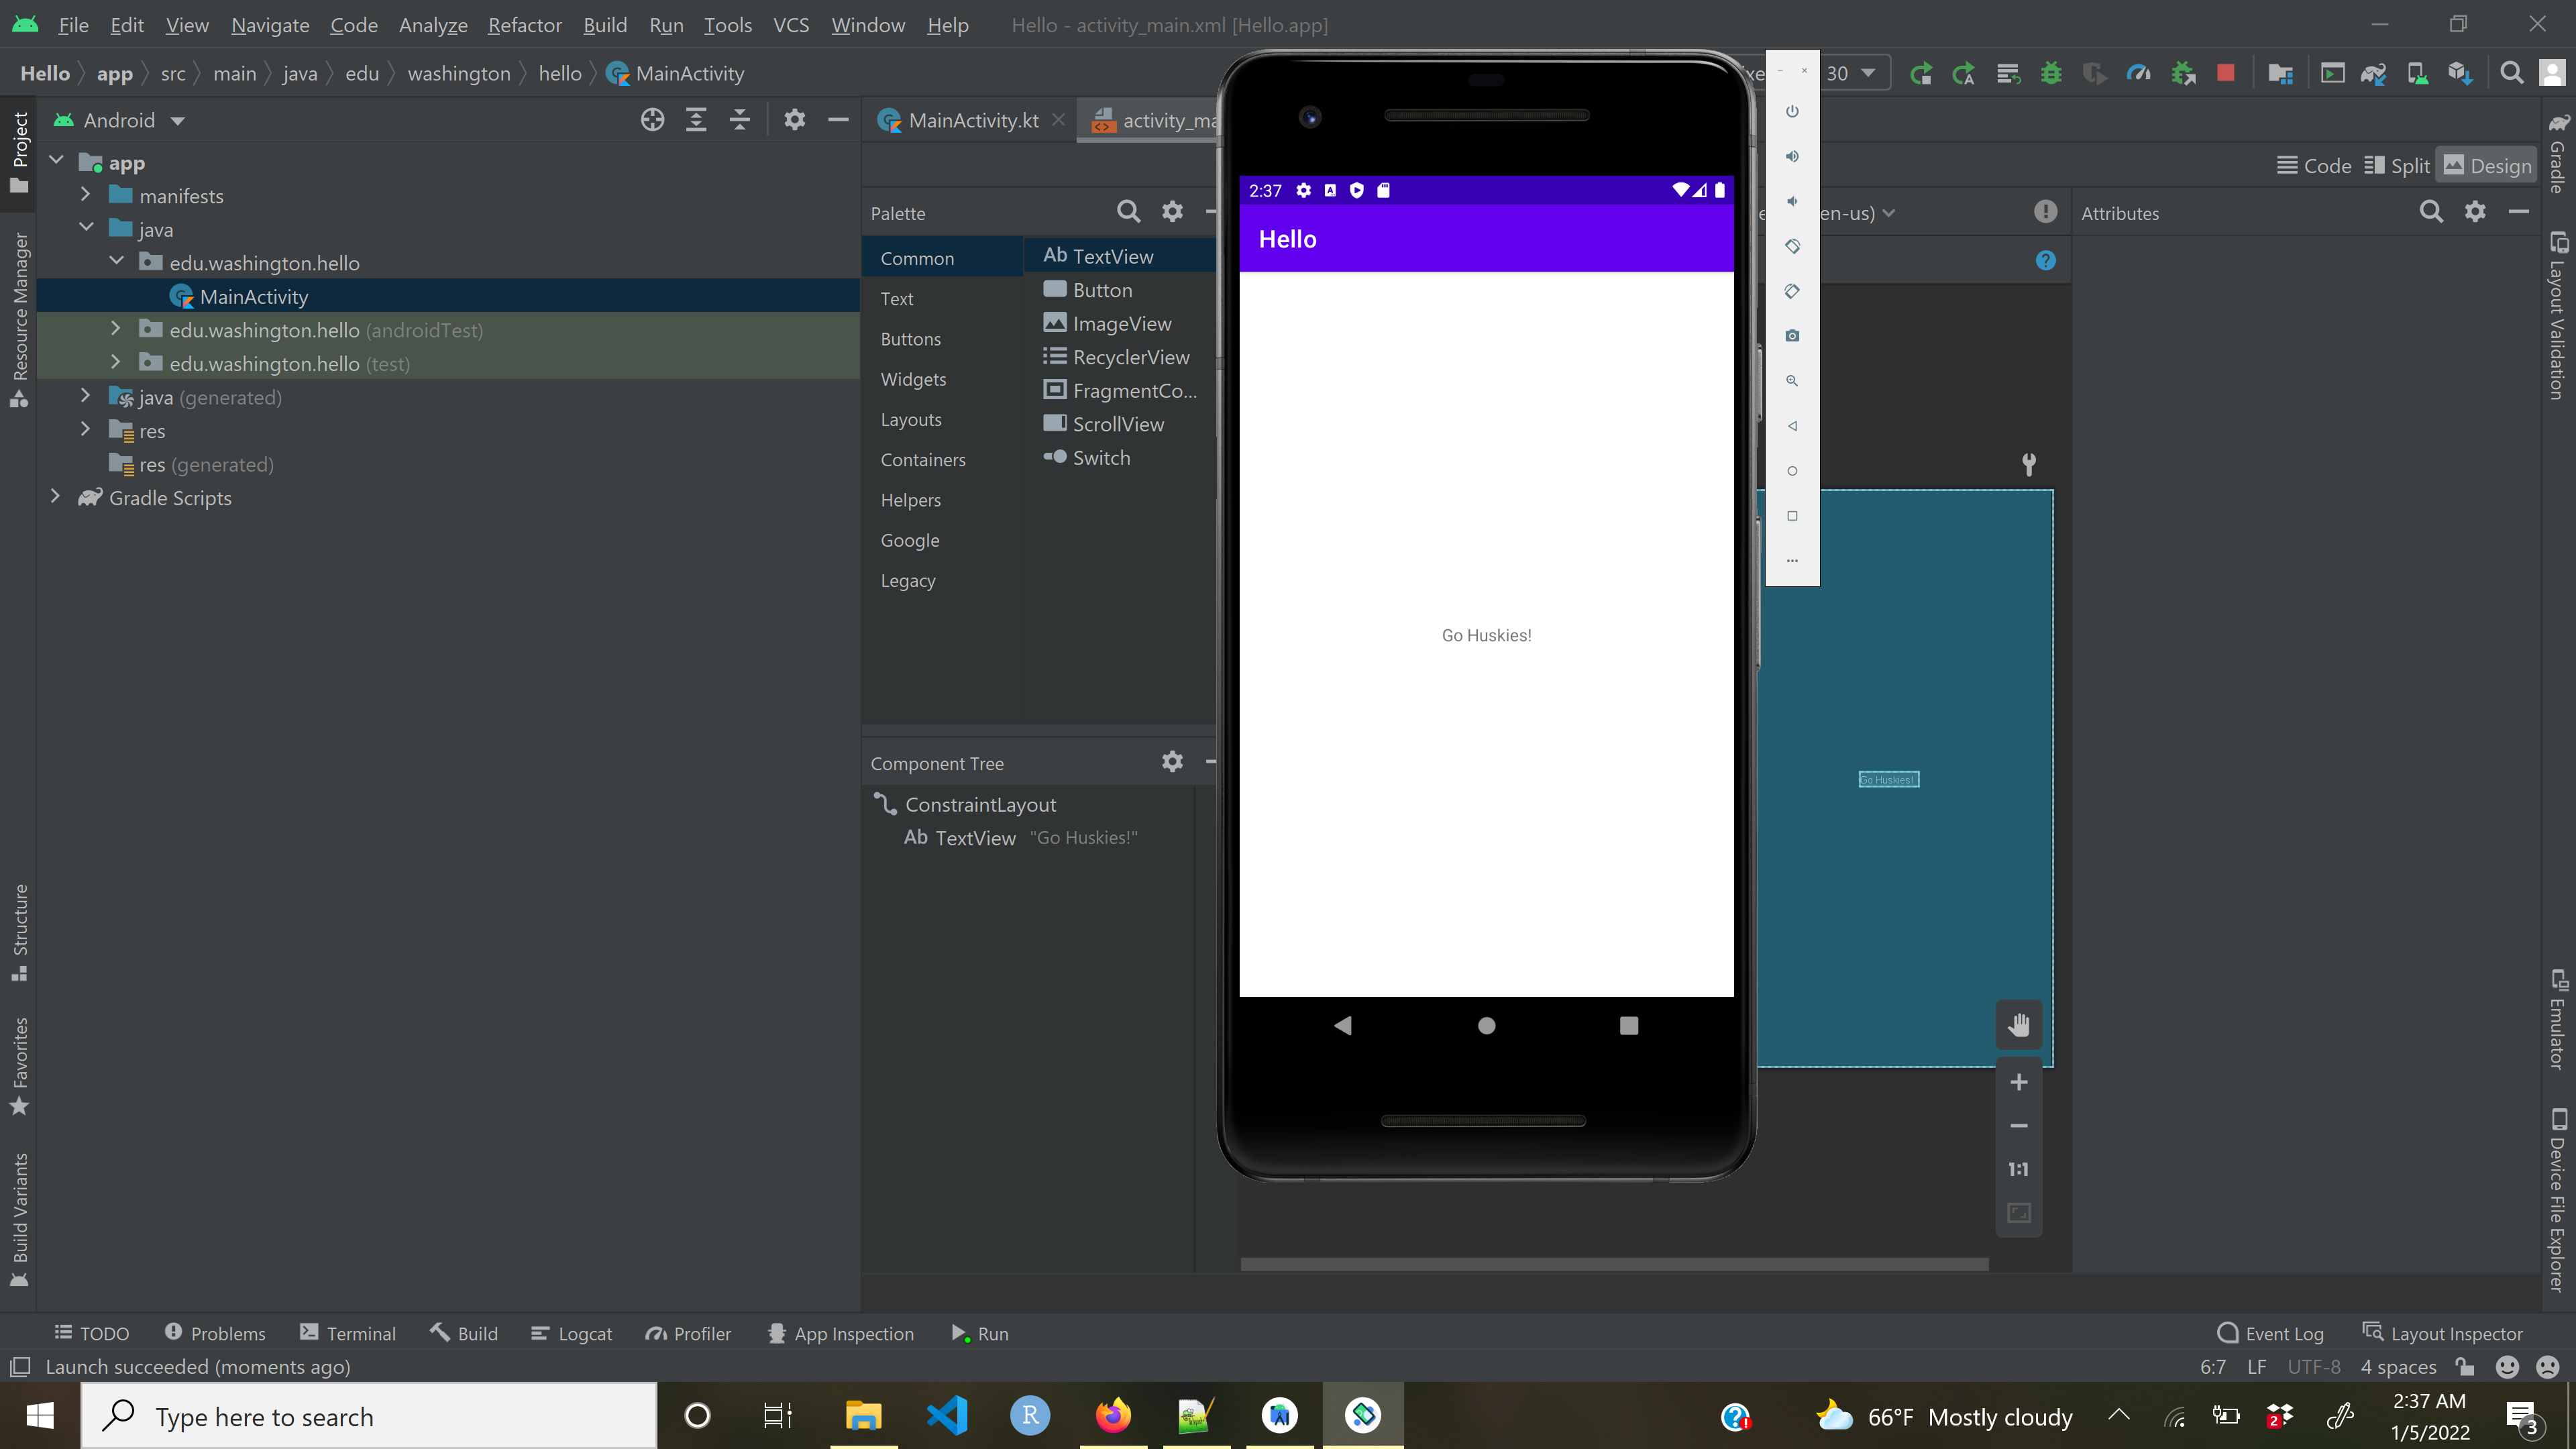 File Edit View Navigate Code Analyze Refactor Build Run Tools VCS Window Help Hello - activity_main.xml [Hello.app]
Hello app src main java edu washington hello MainActivity
30
Project
Android
MainActivity.kt
activity_ma
Gradle
app
manifests
java
edu.washington.hello
MainActivity
edu.washington.hello (androidTest)
edu.washington.hello (test)
java (generated)
res
res (generated)
Gradle Scripts
Resource Manager
Structure
Favorites
Build Variants
Code Split Design
Palette
Common
Text
Buttons
Widgets
Layouts
Containers
Helpers
Google
Legacy
Ab TextView
Button
ImageView
RecyclerView
FragmentCo...
ScrollView
Switch
Component Tree
ConstraintLayout
Ab TextView "Go Huskies!"
2:37
Hello
Go Huskies!
en-us)
Go Huskies!
1:1
Attributes
Layout Validation
Emulator
Device File Explorer
TODO Problems Terminal Build Logcat Profiler App Inspection Run Event Log Layout Inspector
Launch succeeded (moments ago) 6:7 LF UTF-8 4 spaces
Type here to search
R
2
66°F Mostly cloudy
2:37 AM
1/5/2022
3